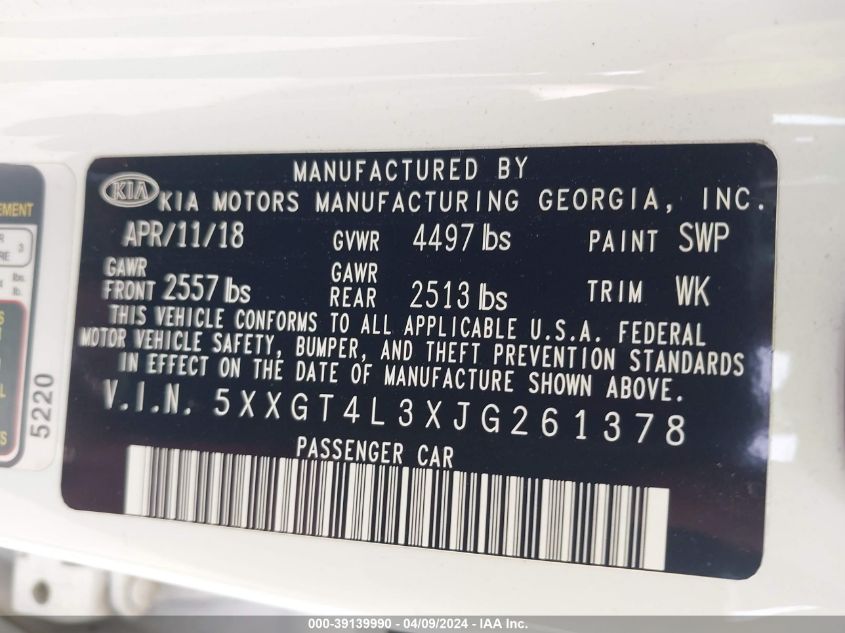 MANUFACTURED BY
KIA KIA MOTORS MANUFACTURING GEORGIA, INC.
APR/11/18 GVWR 4497 lbs PAINT SWP
GAWR FRONT 2557 lbs GAWR REAR 2513 lbs TRIM WK
THIS VEHICLE CONFORMS TO ALL APPLICABLE U.S.A. FEDERAL
MOTOR VEHICLE SAFETY, BUMPER, AND THEFT PREVENTION STANDARDS
IN EFFECT ON THE DATE OF MANUFACTURE SHOWN ABOVE.
V.I.N. 5XXGT4L3XJG261378
PASSENGER CAR
5220
000-39139990 - 04/09/2024 - IAA Inc.